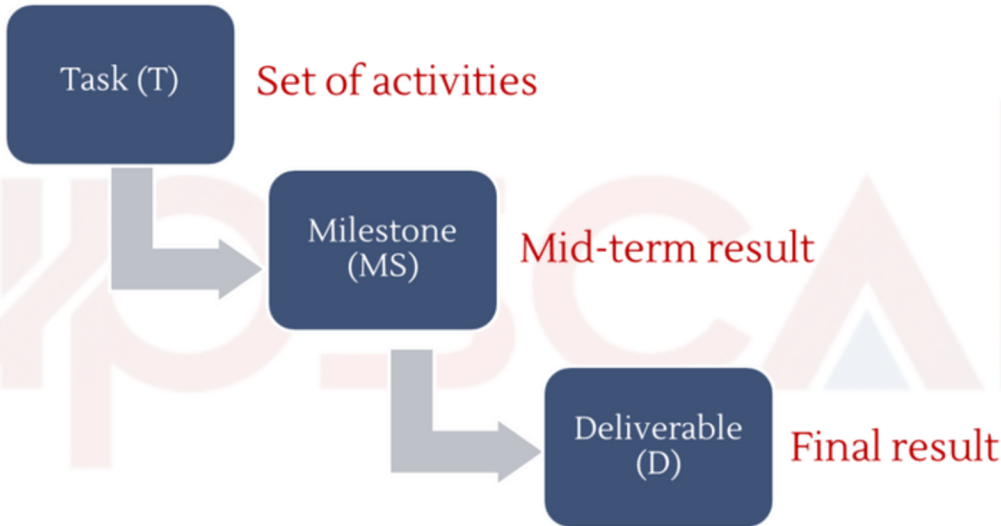 Task (T)
Set of activities
Milestone
(MS)
Mid-term result
Deliverable
(D)
Final result